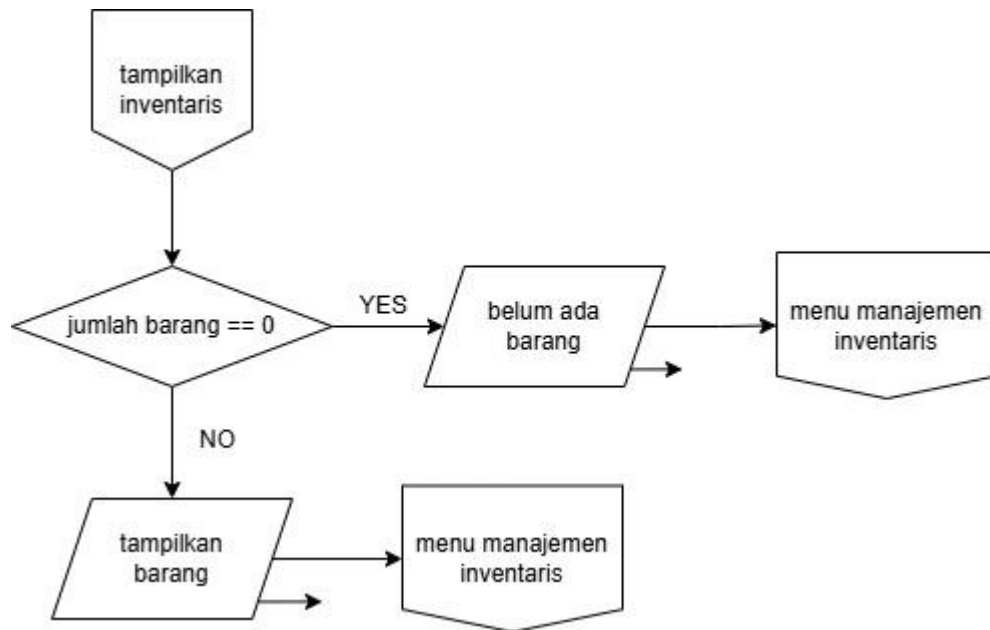 tampilkan
inventaris
jumlah barang == 0
YES
belum ada
barang
menu manajemen
inventaris
NO
tampilkan
barang
menu manajemen
inventaris